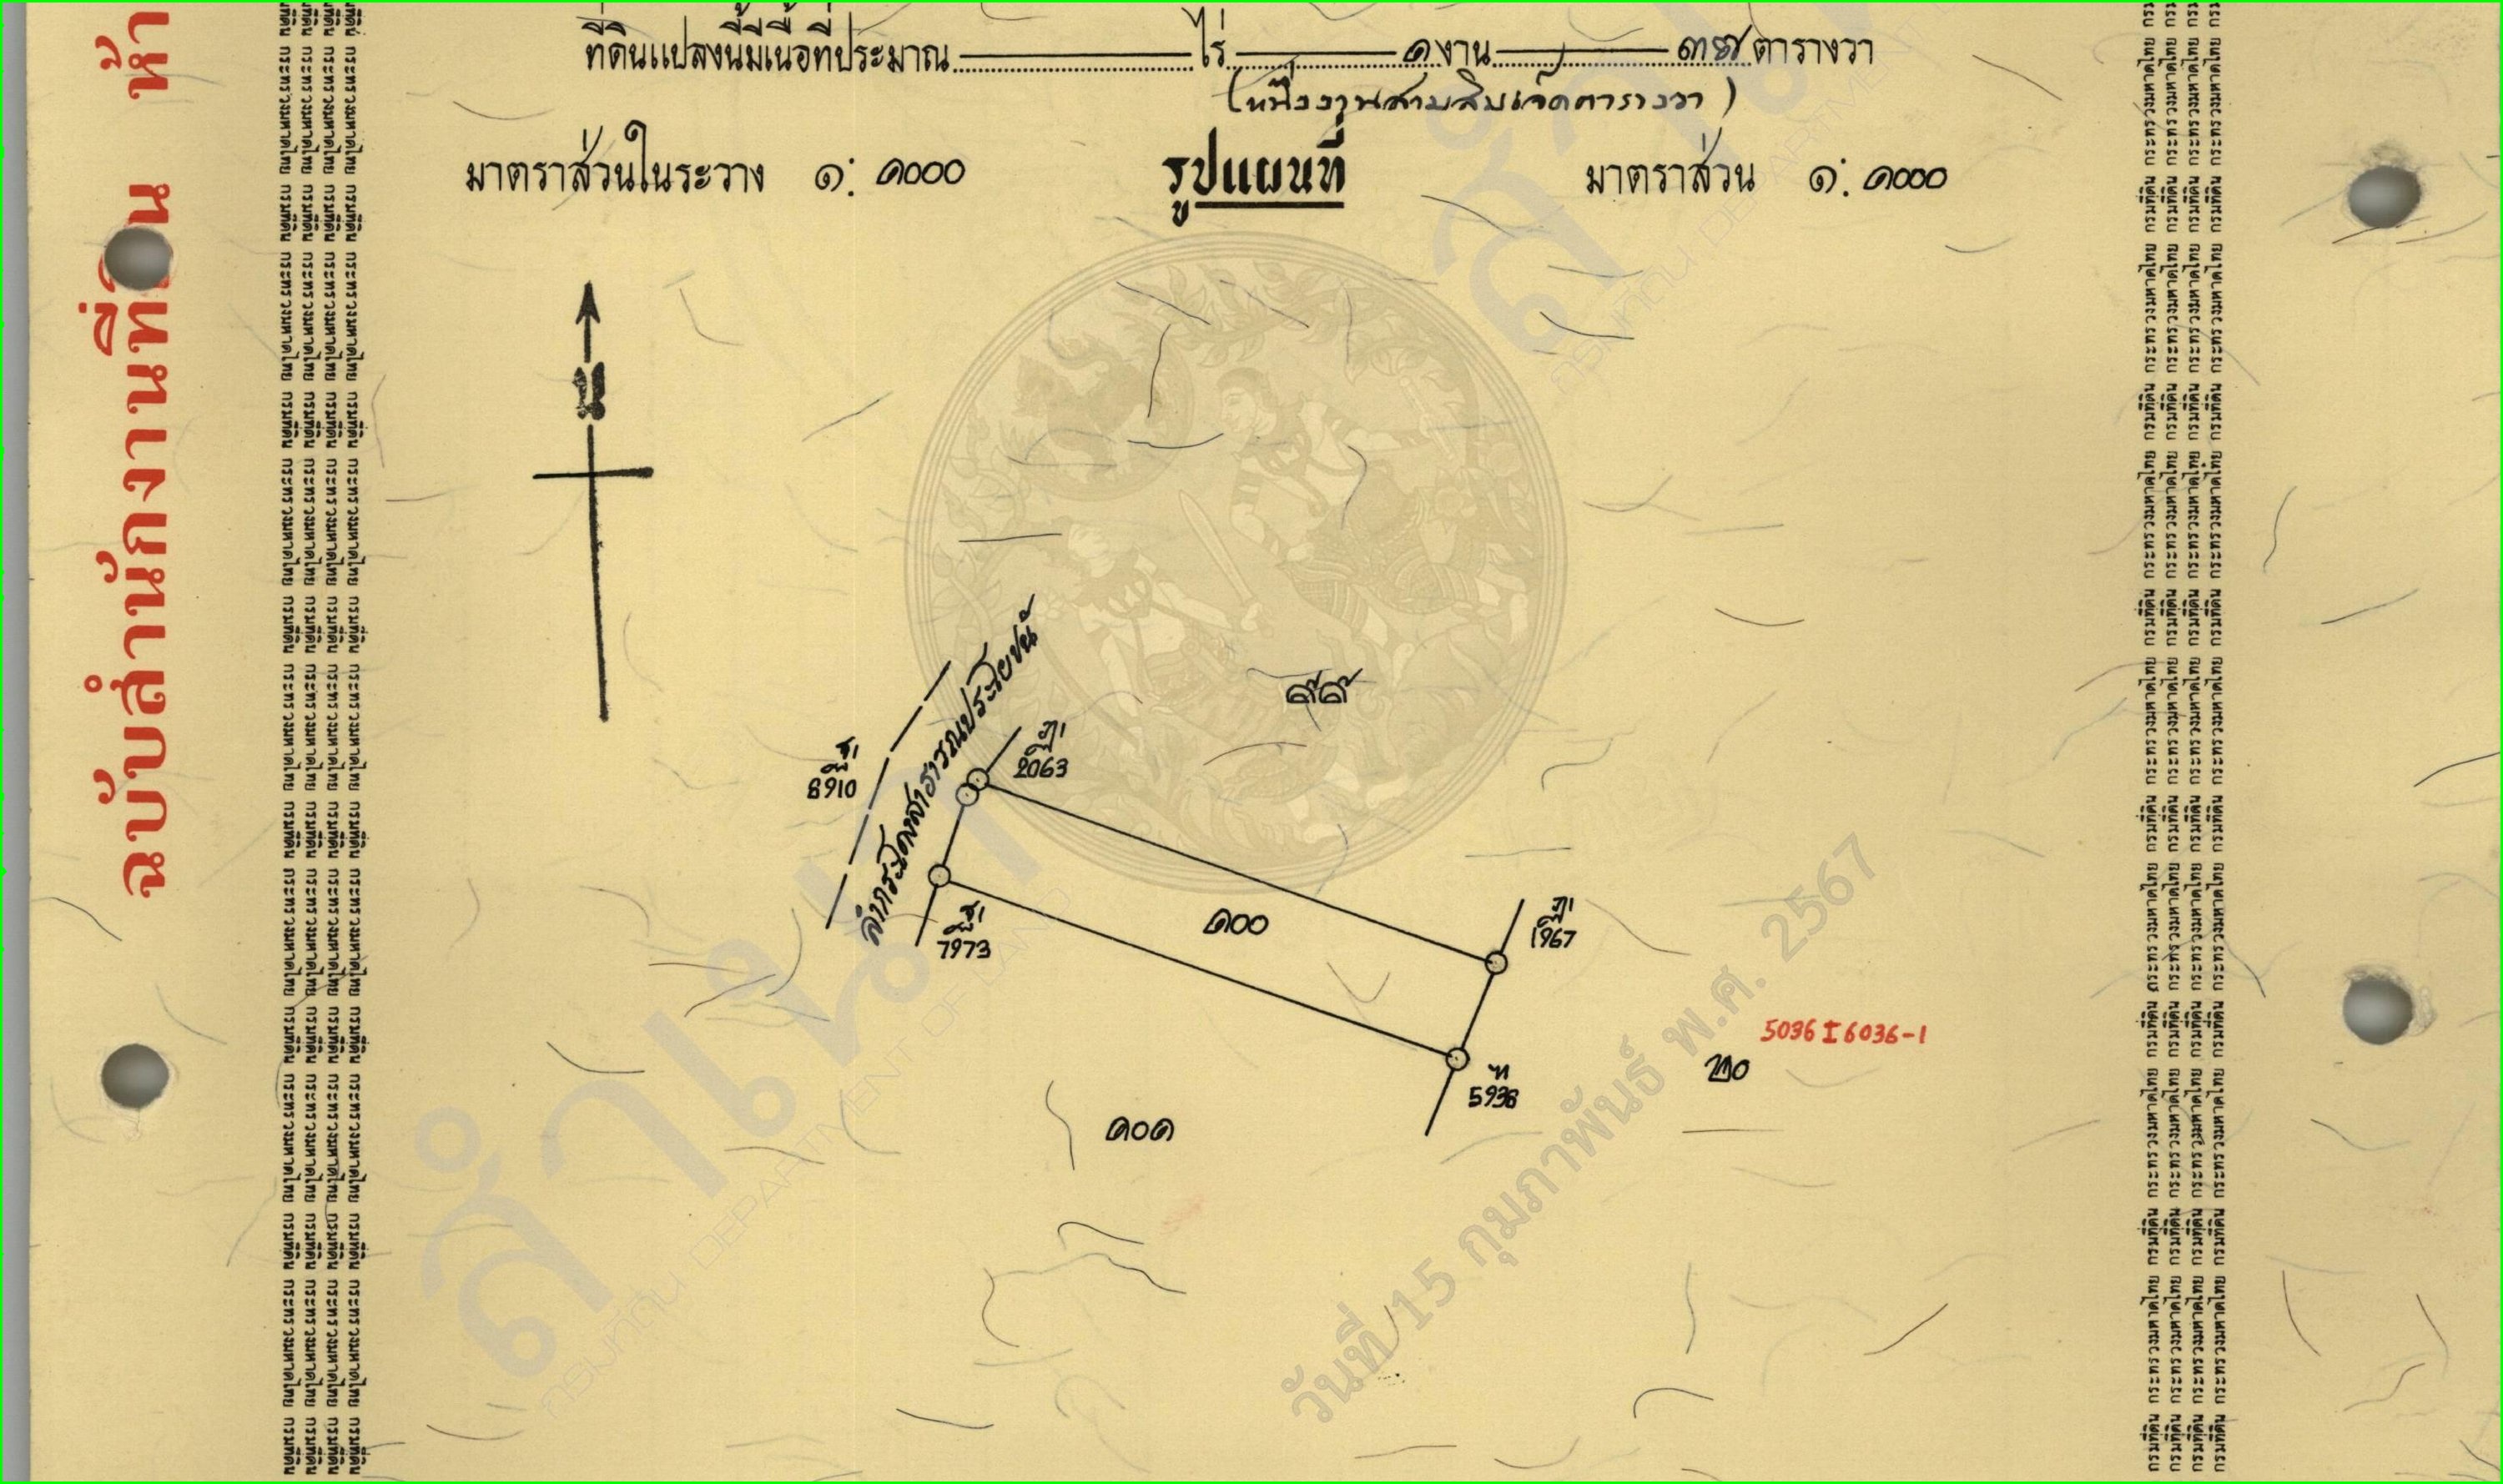 ที่ดินแปลงนี้มีเนื้อที่ประมาณ ไร่ ๑ งาน ๓๗ ตารางวา
(หนึ่งงานสามสิบเจ็ดตารางวา)
มาตราส่วนในระวาง ๑: ๑๐๐๐
รูปแผนที่
มาตราส่วน ๑: ๑๐๐๐
น
ลำกระโดงสาธารณประโยชน์
8910
2063
๑๐๐
1967
7973
5036 I 6036-1
๒๐
5938
๑๐๑
ฉบับสำนักงานที่ดิน ห้า
กระทรวงมหาดไทย กรมที่ดิน
สำเนา
กรมที่ดิน DEPARTMENT OF LAND
วันที่ 15 กุมภาพันธ์ พ.ศ. 2567